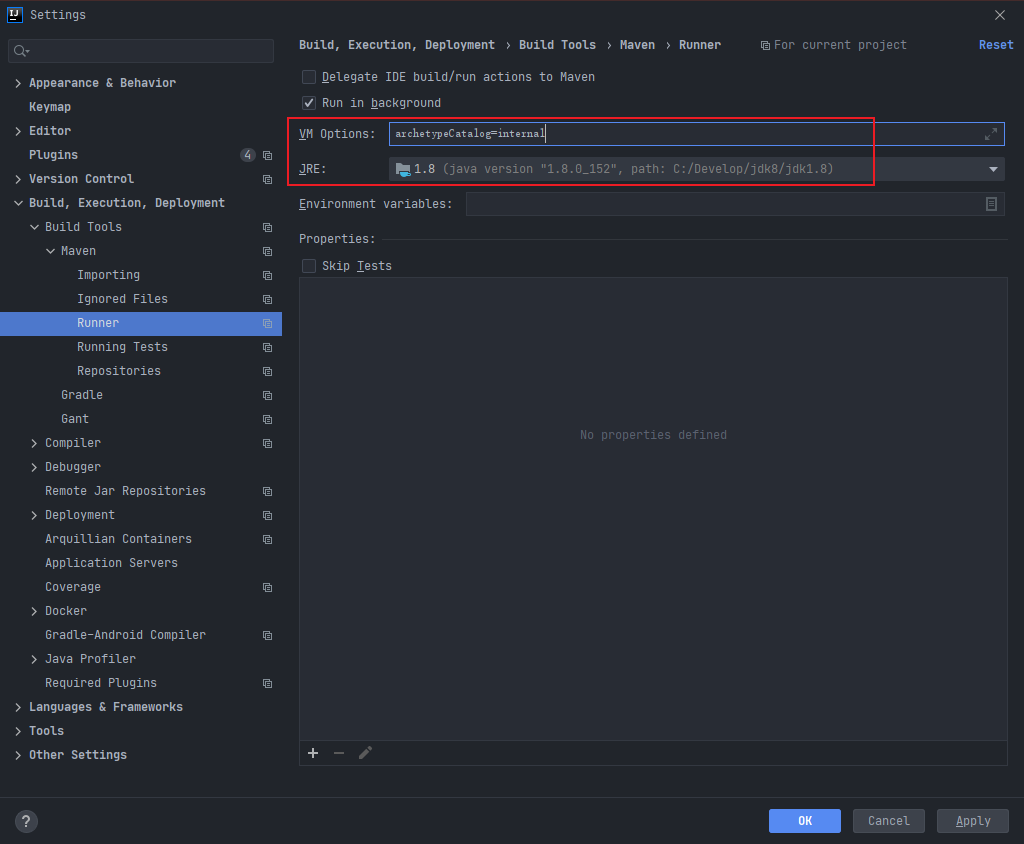 IJ Settings
Build, Execution, Deployment › Build Tools › Maven › Runner For current project Reset
Appearance & Behavior
Keymap
Editor
Plugins 4
Version Control
Build, Execution, Deployment
Build Tools
Maven
Importing
Ignored Files
Runner
Running Tests
Repositories
Gradle
Gant
Compiler
Debugger
Remote Jar Repositories
Deployment
Arquillian Containers
Application Servers
Coverage
Docker
Gradle-Android Compiler
Java Profiler
Required Plugins
Languages & Frameworks
Tools
Other Settings
Delegate IDE build/run actions to Maven
Run in background
VM Options: archetypeCatalog=internal
JRE: 1.8 (java version "1.8.0_152", path: C:/Develop/jdk8/jdk1.8)
Environment variables:
Properties:
Skip Tests
No properties defined
? OK Cancel Apply